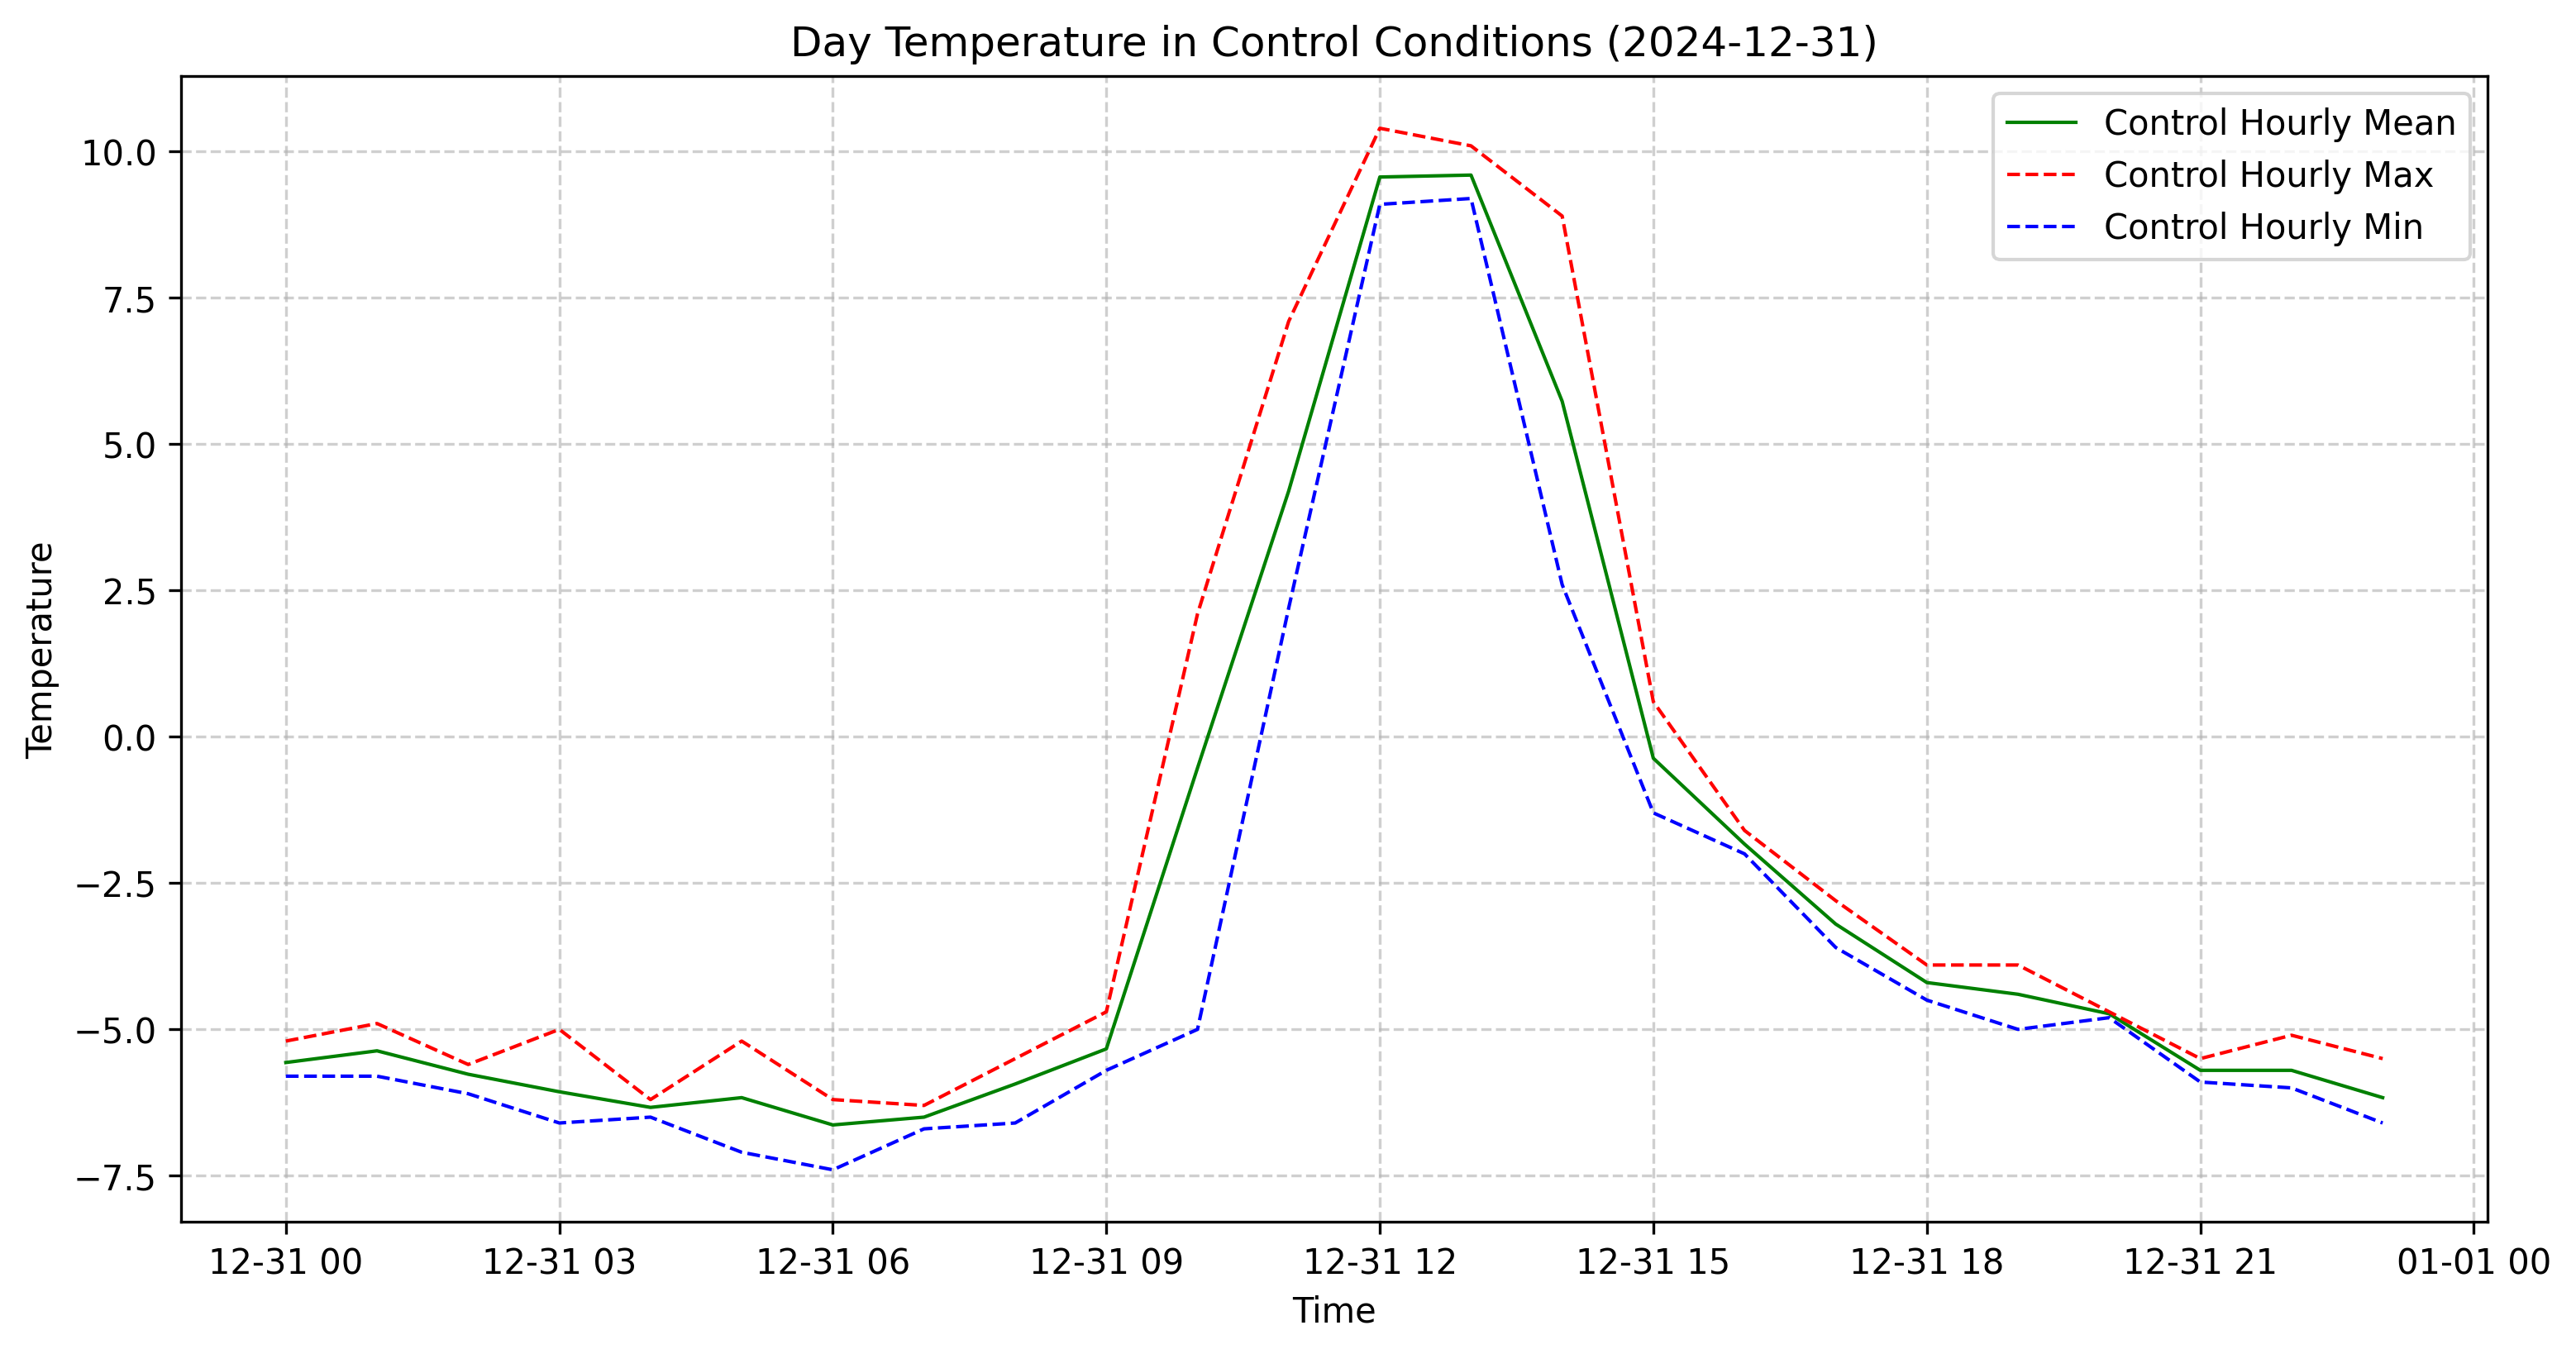 Day Temperature in Control Conditions (2024-12-31)
Control Hourly Mean
Control Hourly Max
Control Hourly Min
Temperature
10.0
7.5
5.0
2.5
0.0
−2.5
−5.0
−7.5
12-31 00 12-31 03 12-31 06 12-31 09 12-31 12 12-31 15 12-31 18 12-31 21 01-01 00
Time